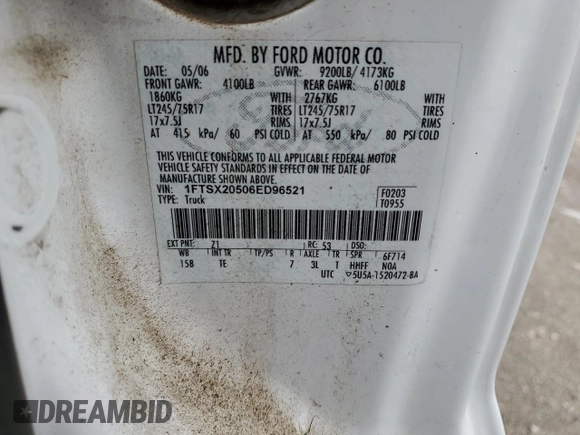 MFD. BY FORD MOTOR CO.
DATE: 05/06 GVWR: 9200LB/ 4173KG
FRONT GAWR: 4100LB REAR GAWR: 6100LB
1860KG WITH 2767KG WITH
LT245/75R17 TIRES LT245/75R17 TIRES
17x7.5J RIMS 17x7.5J RIMS
AT 415 kPa/ 60 PSI COLD AT 550 kPa/ 80 PSI COLD
THIS VEHICLE CONFORMS TO ALL APPLICABLE FEDERAL MOTOR
VEHICLE SAFETY STANDARDS IN EFFECT ON THE DATE OF
MANUFACTURE SHOWN ABOVE.
VIN: 1FTSX20506ED96521 F0203
TYPE: Truck T0955
EXT PNT: Z1 RC: 53 DSO:
WB INT TR TP/PS R AXLE TR SPR 6F714
158 TE 7 3L T HHFF NOA
UTC 5U5A-1520472-BA
DREAMBID